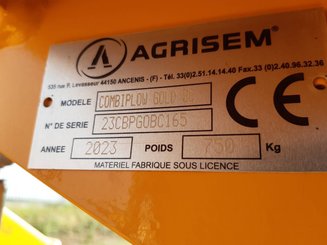 AGRISEM®
535 rue P. Levasseur 44150 ANCENIS - (F) - Tél. 33(0)2.51.14.14.40 Fax.33 (0)2.40.96.32.36
MODELE COMBIPLOW GOLD
CE
N° DE SERIE 23CBPGOBC165
ANNEE 2023 POIDS 750 Kg
MATERIEL FABRIQUE SOUS LICENCE